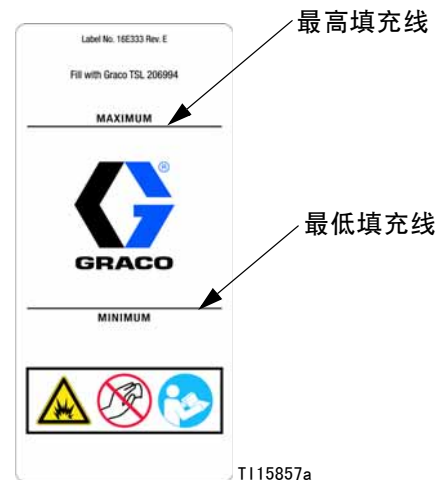 最高填充线
Label No. 16E333 Rev. E
Fill with Graco TSL 206994
MAXIMUM
®
GRACO
最低填充线
MINIMUM
TI15857a